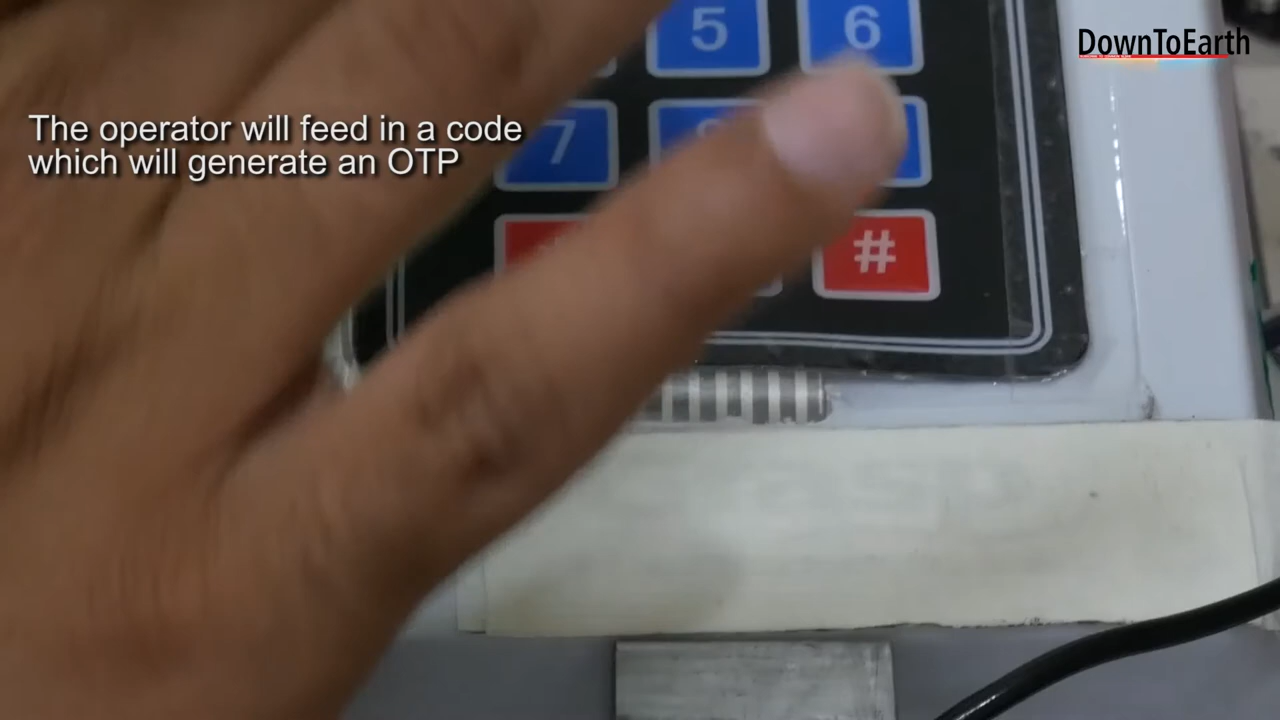 DownToEarth
The operator will feed in a code
which will generate an OTP
5 6
7
#